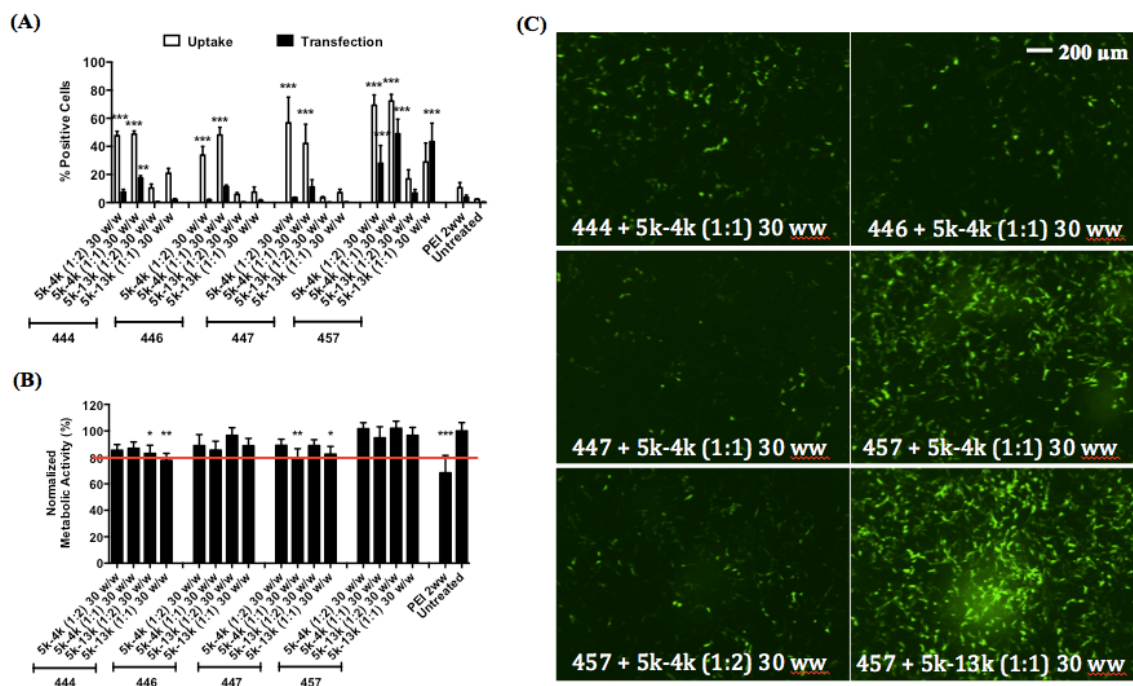 (A)
Uptake Transfection
% Positive Cells
100
80
60
40
20
0
*** *** ** *** *** *** *** *** *** *** *** ***
5k-4k (1:2) 30 w/w
5k-4k (1:1) 30 w/w
5k-13k (1:2) 30 w/w
5k-13k (1:1) 30 w/w
5k-4k (1:2) 30 w/w
5k-4k (1:1) 30 w/w
5k-13k (1:2) 30 w/w
5k-13k (1:1) 30 w/w
5k-4k (1:2) 30 w/w
5k-4k (1:1) 30 w/w
5k-13k (1:2) 30 w/w
5k-13k (1:1) 30 w/w
5k-4k (1:2) 30 w/w
5k-4k (1:1) 30 w/w
5k-13k (1:2) 30 w/w
5k-13k (1:1) 30 w/w
PEI 2ww
Untreated
444 446 447 457
(B)
Normalized
Metabolic Activity (%)
120
100
80
60
40
20
0
* ** ** * ***
5k-4k (1:2) 30 w/w
5k-4k (1:1) 30 w/w
5k-13k (1:2) 30 w/w
5k-13k (1:1) 30 w/w
5k-4k (1:2) 30 w/w
5k-4k (1:1) 30 w/w
5k-13k (1:2) 30 w/w
5k-13k (1:1) 30 w/w
5k-4k (1:2) 30 w/w
5k-4k (1:1) 30 w/w
5k-13k (1:2) 30 w/w
5k-13k (1:1) 30 w/w
5k-4k (1:2) 30 w/w
5k-4k (1:1) 30 w/w
5k-13k (1:2) 30 w/w
5k-13k (1:1) 30 w/w
PEI 2ww
Untreated
444 446 447 457
(C)
200 µm
444 + 5k-4k (1:1) 30 ww
446 + 5k-4k (1:1) 30 ww
447 + 5k-4k (1:1) 30 ww
457 + 5k-4k (1:1) 30 ww
457 + 5k-4k (1:2) 30 ww
457 + 5k-13k (1:1) 30 ww